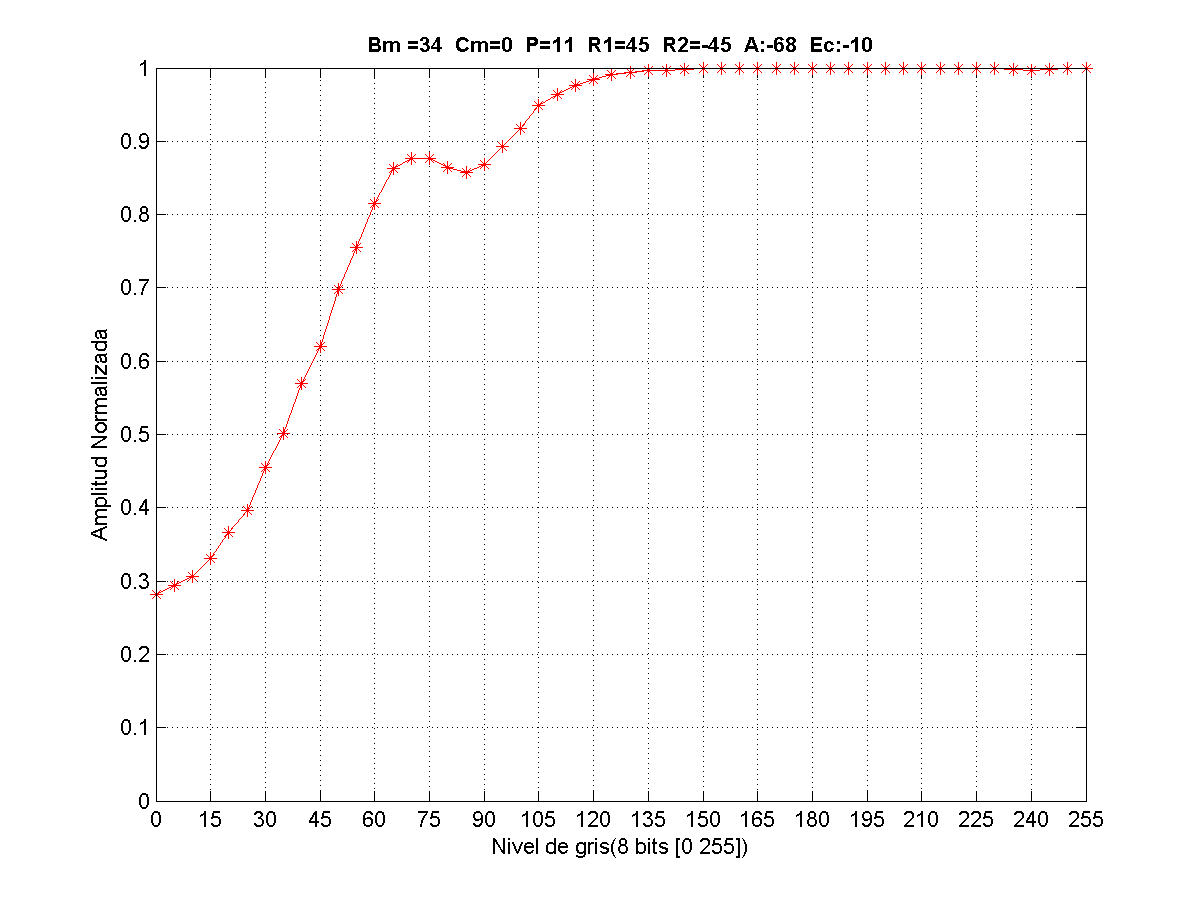 Bm =34 Cm=0 P=11 R1=45 R2=-45 A:-68 Ec:-10
1
0.9
0.8
0.7
0.6
0.5
0.4
0.3
0.2
0.1
0
Amplitud Normalizada
0 15 30 45 60 75 90 105 120 135 150 165 180 195 210 225 240 255
Nivel de gris(8 bits [0 255])